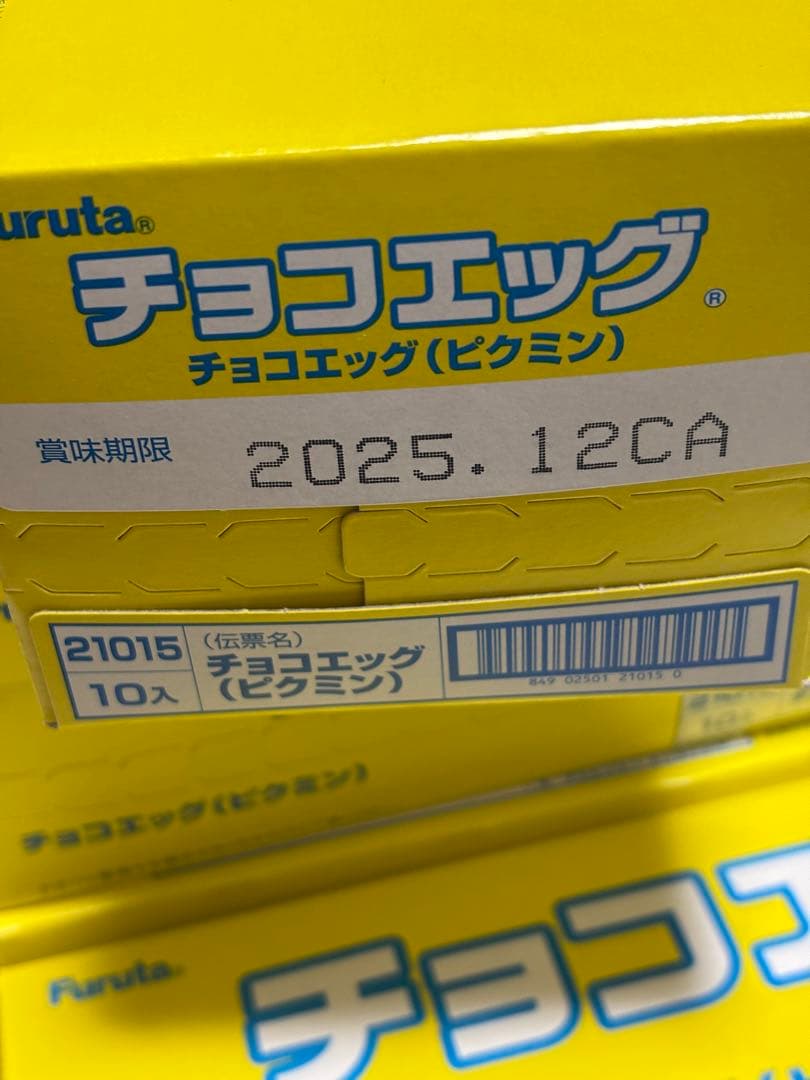 Furuta®
チョコエッグ®
チョコエッグ(ピクミン)
賞味期限 2025.12CA
21015
10入
(伝票名)
チョコエッグ
(ピクミン)
849 02501 21015 0
チョコエッグ(ピクミン)
Furuta
チョコエ